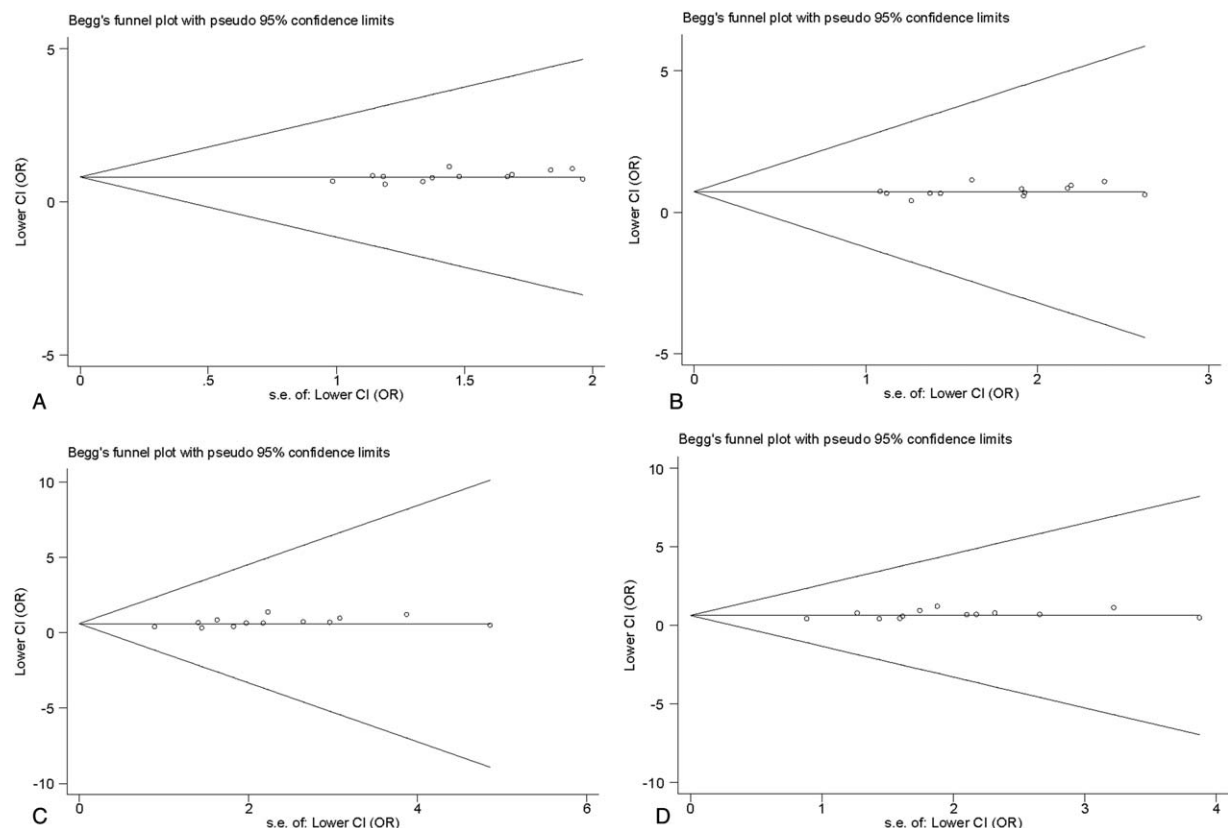 Begg's funnel plot with pseudo 95% confidence limits
5
0
-5
Lower CI (OR)
0
.5
1
1.5
2
s.e. of: Lower CI (OR)
A
Begg's funnel plot with pseudo 95% confidence limits
5
0
-5
Lower CI (OR)
0
1
2
3
s.e. of: Lower CI (OR)
B
Begg's funnel plot with pseudo 95% confidence limits
10
5
0
-5
-10
Lower CI (OR)
0
2
4
6
s.e. of: Lower CI (OR)
C
Begg's funnel plot with pseudo 95% confidence limits
10
5
0
-5
-10
Lower CI (OR)
0
1
2
3
4
s.e. of: Lower CI (OR)
D